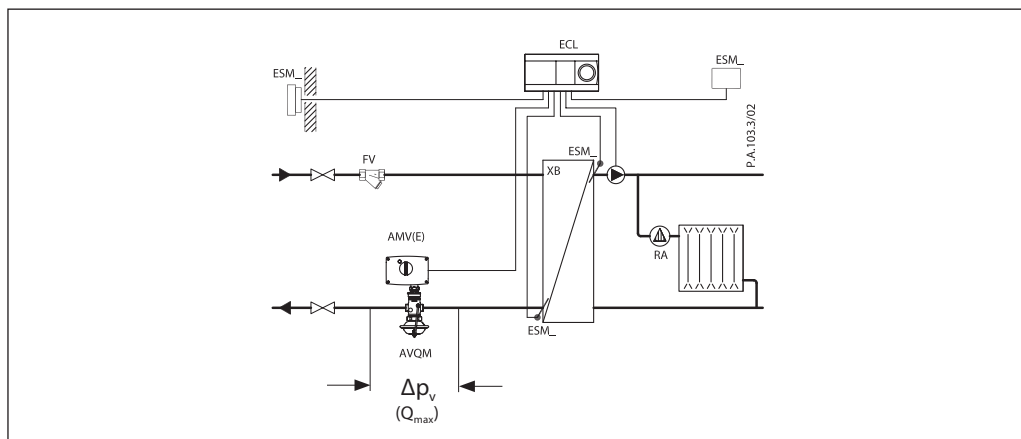 ECL
ESM_
ESM_
P.A.103.3/02
FV
ESM_
XB
AMV(E)
RA
ESM_
AVQM
Δpv
(Qmax)